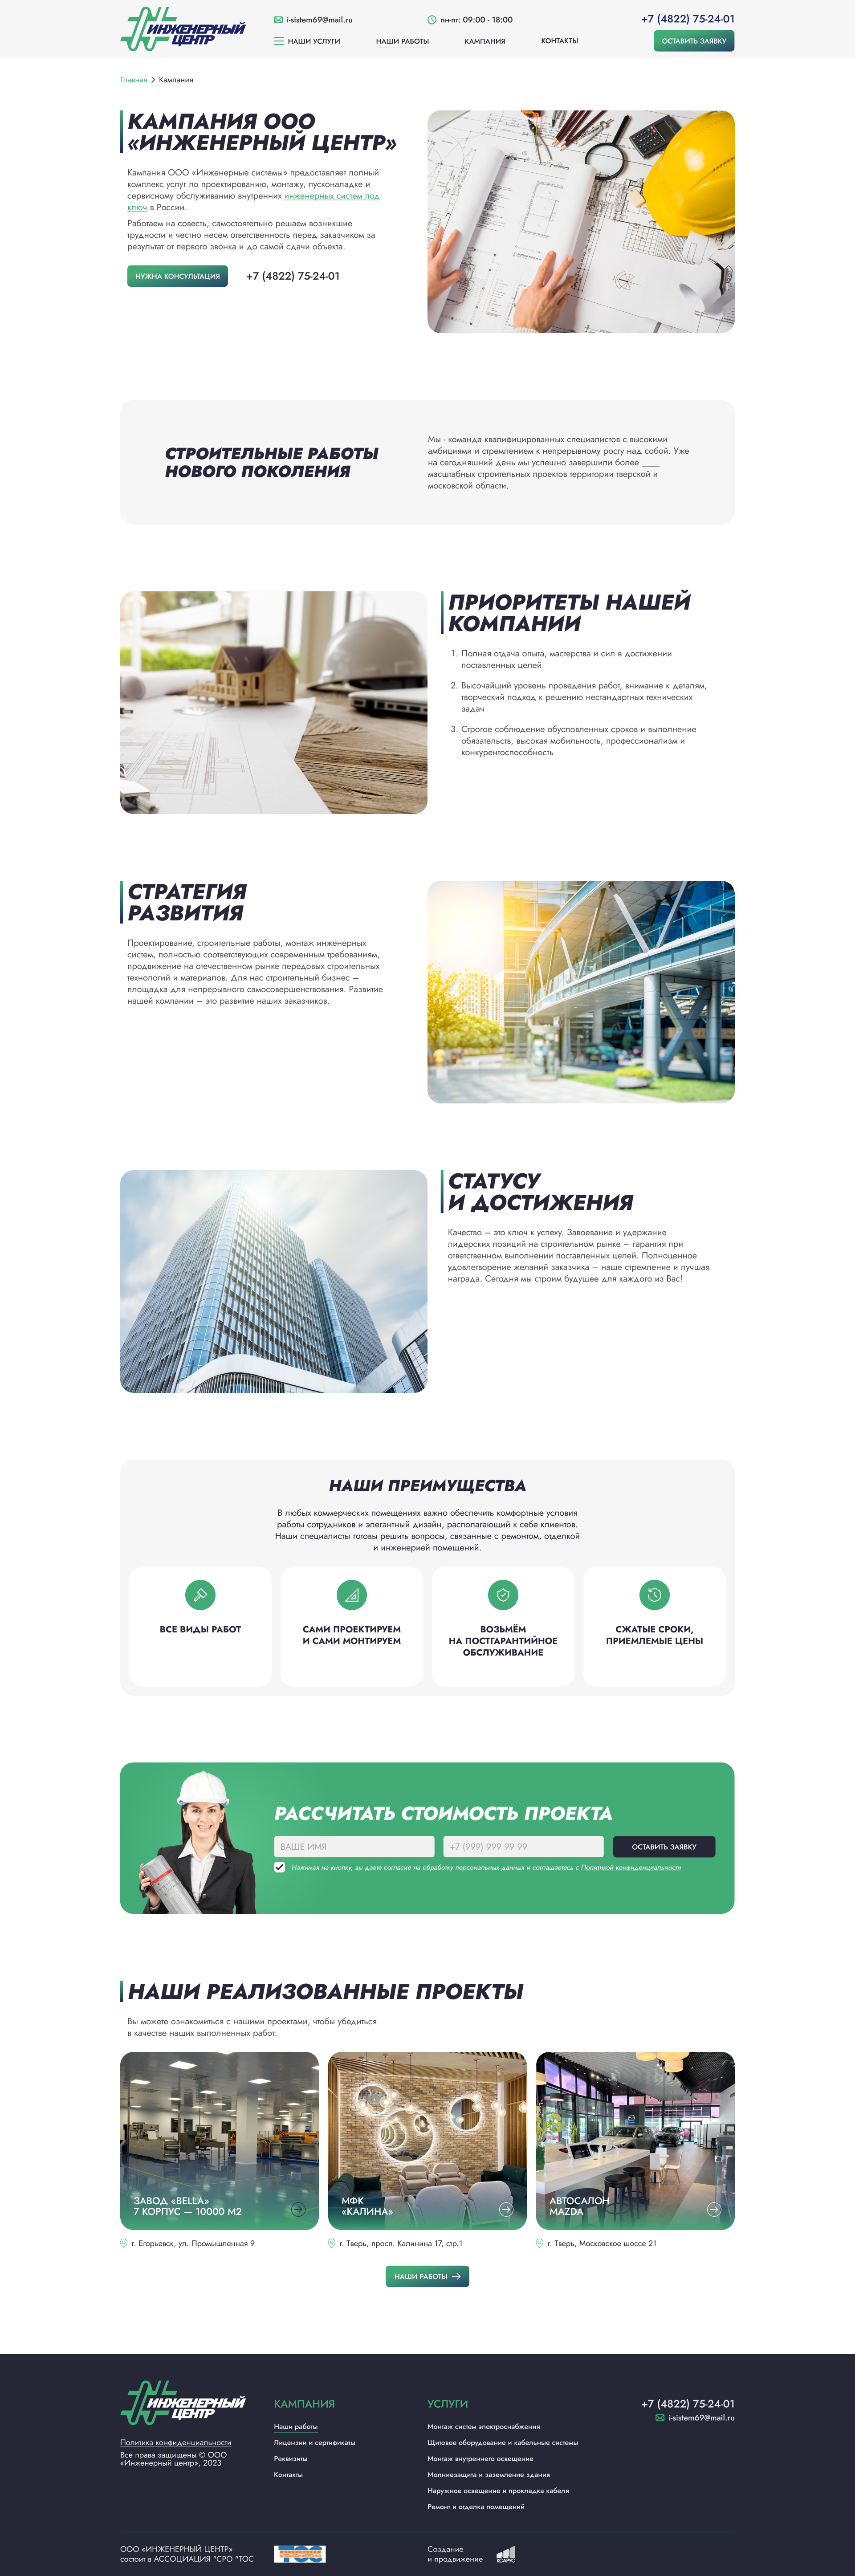 ИНЖЕНЕРНЫЙ
ЦЕНТР
i-sistem69@mail.ru
пн-пт: 09:00 - 18:00
+7 (4822) 75-24-01
НАШИ УСЛУГИ
НАШИ РАБОТЫ
КАМПАНИЯ
КОНТАКТЫ
ОСТАВИТЬ ЗАЯВКУ
Главная > Кампания
КАМПАНИЯ ООО
«ИНЖЕНЕРНЫЙ ЦЕНТР»
Кампания ООО «Инженерные системы» предоставляет полный
комплекс услуг по проектированию, монтажу, пусконаладке и
сервисному обслуживанию внутренних инженерных систем под
ключ в России.
Работаем на совесть, самостоятельно решаем возникшие
трудности и честно несем ответственность перед заказчиком за
результат от первого звонка и до самой сдачи объекта.
НУЖНА КОНСУЛЬТАЦИЯ
+7 (4822) 75-24-01
СТРОИТЕЛЬНЫЕ РАБОТЫ
НОВОГО ПОКОЛЕНИЯ
Мы - команда квалифицированных специалистов с высокими
амбициями и стремлением к непрерывному росту над собой. Уже
на сегодняшний день мы успешно завершили более ____
масштабных строительных проектов территории тверской и
московской области.
ПРИОРИТЕТЫ НАШЕЙ
КОМПАНИИ
1. Полная отдача опыта, мастерства и сил в достижении
поставленных целей
2. Высочайший уровень проведения работ, внимание к деталям,
творческий подход к решению нестандартных технических
задач
3. Строгое соблюдение обусловленных сроков и выполнение
обязательств, высокая мобильность, профессионализм и
конкурентоспособность
СТРАТЕГИЯ
РАЗВИТИЯ
Проектирование, строительные работы, монтаж инженерных
систем, полностью соответствующих современным требованиям,
продвижение на отечественном рынке передовых строительных
технологий и материалов. Для нас строительный бизнес –
площадка для непрерывного самосовершенствования. Развитие
нашей компании – это развитие наших заказчиков.
СТАТУСУ
И ДОСТИЖЕНИЯ
Качество – это ключ к успеху. Завоевание и удержание
лидерских позиций на строительном рынке – гарантия при
ответственном выполнении поставленных целей. Полноценное
удовлетворение желаний заказчика – наше стремление и лучшая
награда. Сегодня мы строим будущее для каждого из Вас!
НАШИ ПРЕИМУЩЕСТВА
В любых коммерческих помещениях важно обеспечить комфортные условия
работы сотрудников и элегантный дизайн, располагающий к себе клиентов.
Наши специалисты готовы решить вопросы, связанные с ремонтом, отделкой
и инженерией помещений.
ВСЕ ВИДЫ РАБОТ
САМИ ПРОЕКТИРУЕМ
И САМИ МОНТИРУЕМ
ВОЗЬМЁМ
НА ПОСТГАРАНТИЙНОЕ
ОБСЛУЖИВАНИЕ
СЖАТЫЕ СРОКИ,
ПРИЕМЛЕМЫЕ ЦЕНЫ
РАССЧИТАТЬ СТОИМОСТЬ ПРОЕКТА
ВАШЕ ИМЯ
+7 (999) 999 99 99
ОСТАВИТЬ ЗАЯВКУ
Нажимая на кнопку, вы даете согласие на обработку персональных данных и соглашаетесь с Политикой конфиденциальности
НАШИ РЕАЛИЗОВАННЫЕ ПРОЕКТЫ
Вы можете ознакомиться с нашими проектами, чтобы убедиться
в качестве наших выполненных работ:
ЗАВОД «BELLA»
7 КОРПУС — 10000 М2
МФК
«КАЛИНА»
АВТОСАЛОН
MAZDA
г. Егорьевск, ул. Промышленная 9
г. Тверь, просп. Калинина 17, стр.1
г. Тверь, Московское шоссе 21
НАШИ РАБОТЫ
ИНЖЕНЕРНЫЙ
ЦЕНТР
Политика конфиденциальности
Все права защищены © ООО
«Инженерный центр», 2023
КАМПАНИЯ
Наши работы
Лицензии и сертификаты
Реквизиты
Контакты
УСЛУГИ
Монтаж систем электроснабжения
Щитовое оборудование и кабельные системы
Монтаж внутреннего освещение
Молниезащита и заземление здания
Наружное освещение и прокладка кабеля
Ремонт и отделка помещений
+7 (4822) 75-24-01
i-sistem69@mail.ru
ООО «ИНЖЕНЕРНЫЙ ЦЕНТР»
состоит в АССОЦИАЦИЯ "СРО "ТОС
Создание
и продвижение